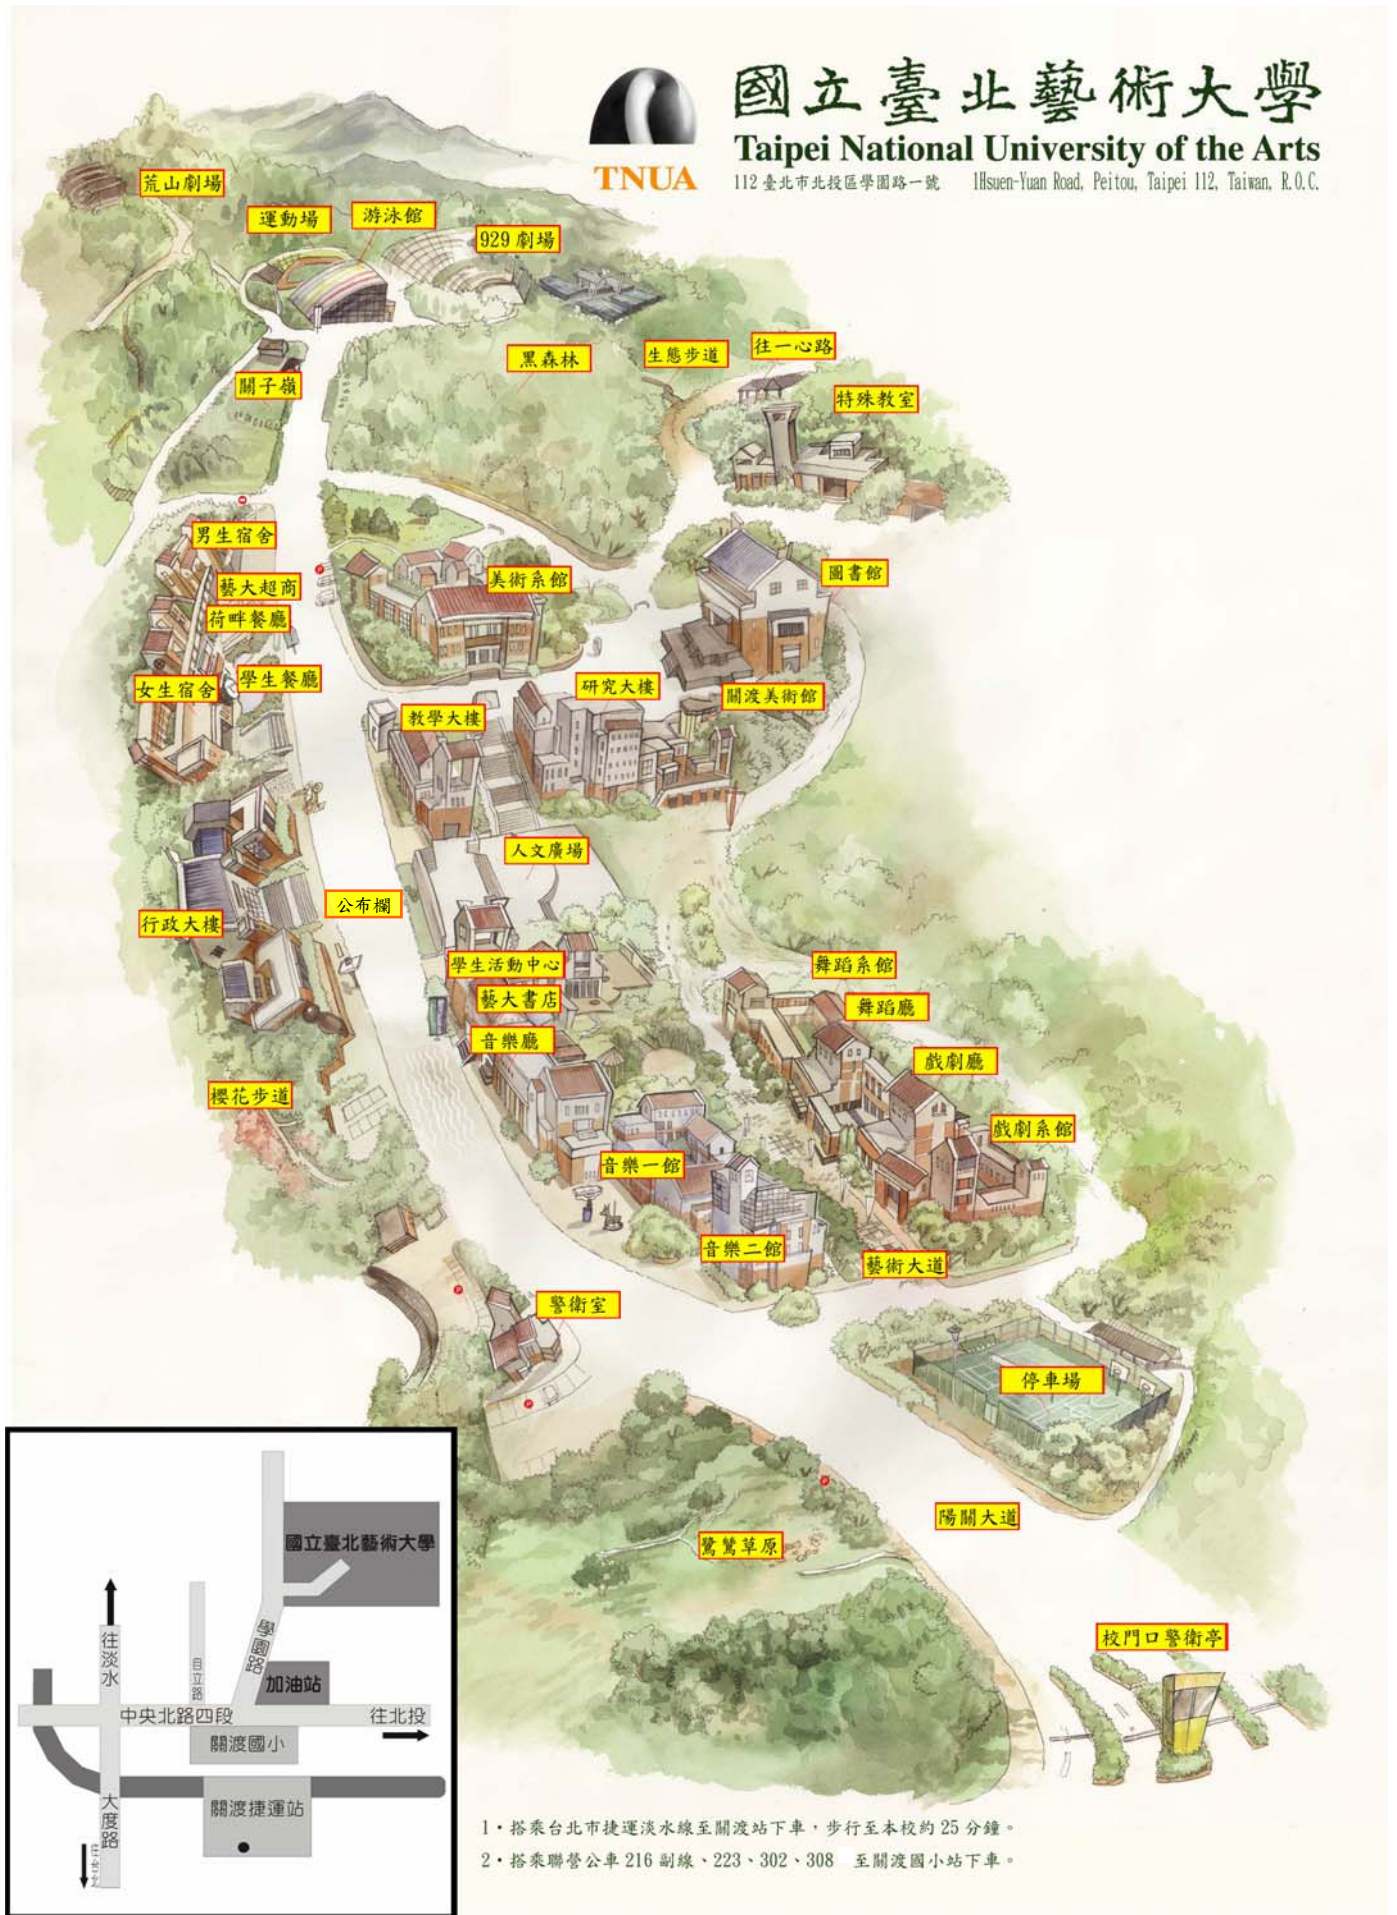 國立臺北藝術大學
Taipei National University of the Arts
TNUA
112 臺北市北投區學園路一號 1Hsuen-Yuan Road, Peitou, Taipei 112, Taiwan, R.O.C.
荒山劇場
運動場
游泳館
929 劇場
黑森林
生態步道
往一心路
關子嶺
特殊教室
男生宿舍
藝大超商
荷畔餐廳
學生餐廳
女生宿舍
美術系館
圖書館
研究大樓
關渡美術館
教學大樓
人文廣場
公布欄
行政大樓
學生活動中心
藝大書店
音樂廳
舞蹈系館
舞蹈廳
戲劇廳
戲劇系館
櫻花步道
音樂一館
音樂二館
藝術大道
警衛室
停車場
陽關大道
鷺鷥草原
校門口警衛亭
P
P
P
P
國立臺北藝術大學
學園路
往淡水
自立路
加油站
中央北路四段
往北投
關渡國小
大度路
關渡捷運站
往台北
1・搭乘台北市捷運淡水線至關渡站下車，步行至本校約 25 分鐘。
2・搭乘聯營公車 216 副線、223、302、308 至關渡國小站下車。